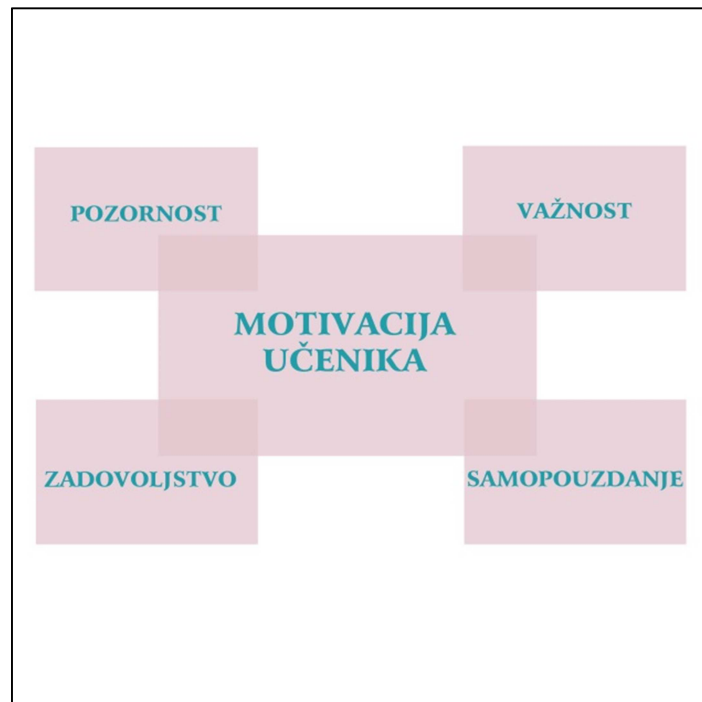 POZORNOST
VAŽNOST
MOTIVACIJA
UČENIKA
ZADOVOLJSTVO
SAMOPOUZDANJE